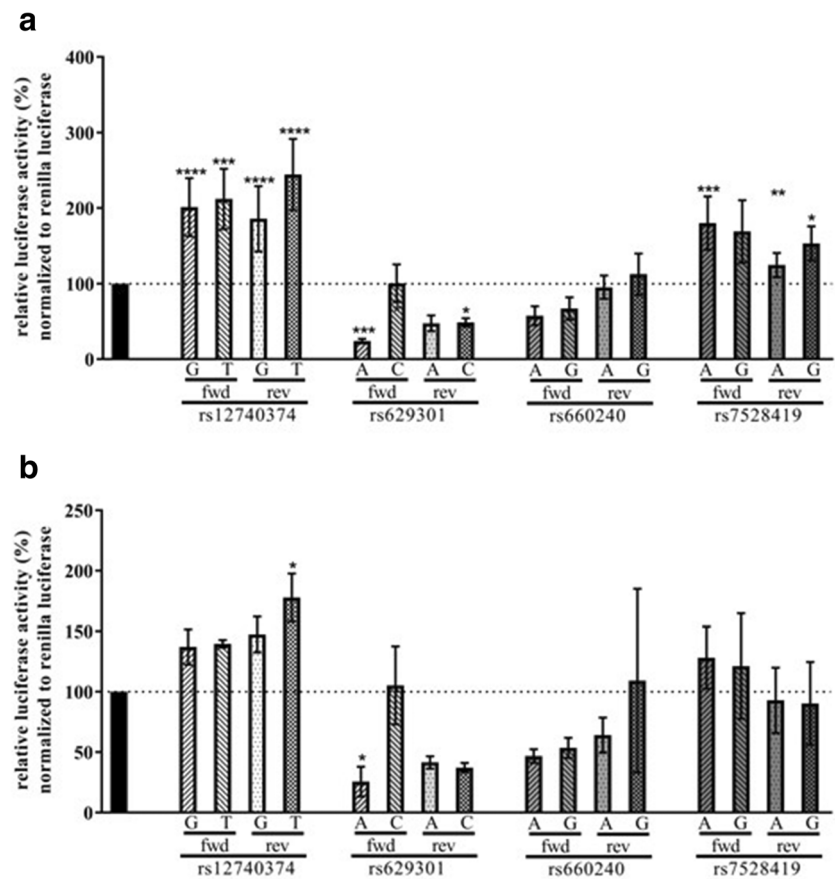 a
relative luciferase activity (%)
normalized to renilla luciferase
400
300
200
100
0
**** *** **** **** *** * *** ** *
G T G T A C A C A G A G A G A G
fwd rev fwd rev fwd rev fwd rev
rs12740374 rs629301 rs660240 rs7528419
b
relative luciferase activity (%)
normalized to renilla luciferase
250
200
150
100
50
0
* *
G T G T A C A C A G A G A G A G
fwd rev fwd rev fwd rev fwd rev
rs12740374 rs629301 rs660240 rs7528419